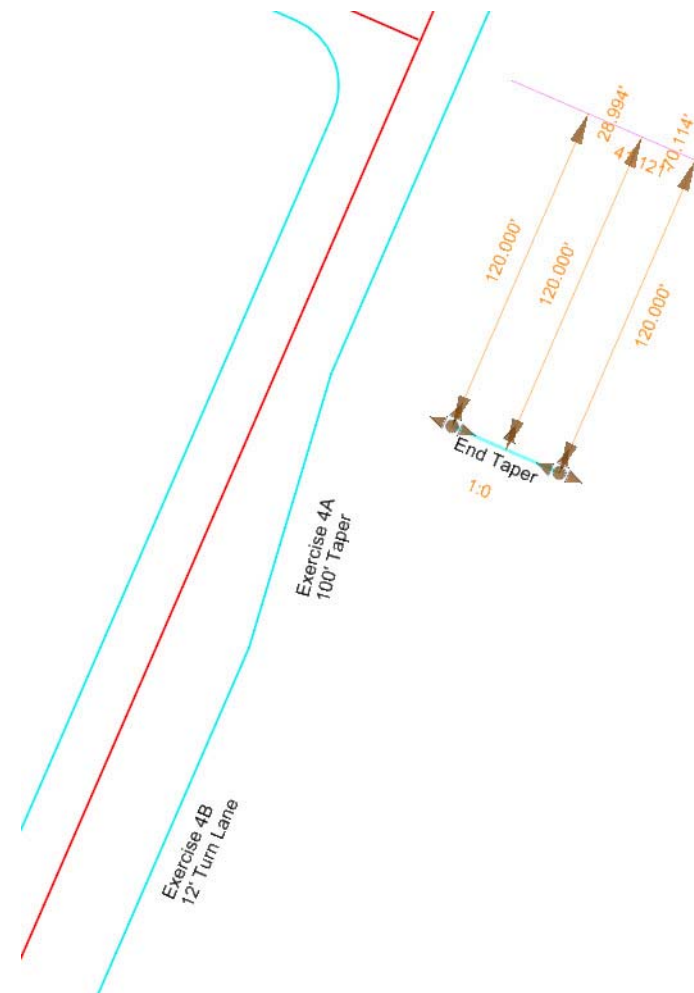 28.994'
70.114'
120.000'
120.000'
120.000'
End Taper
1:0
Exercise 4A
100' Taper
Exercise 4B
12' Turn Lane